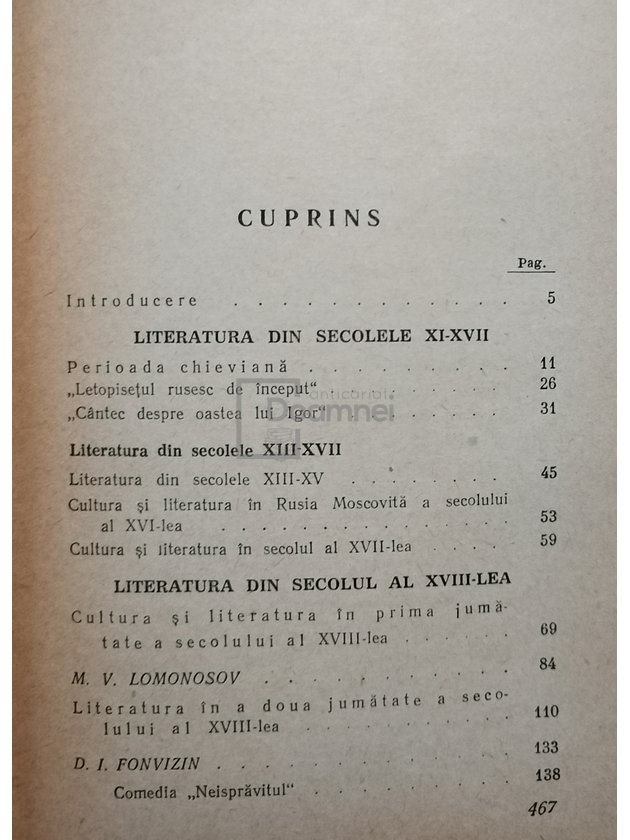 CUPRINS
Pag.
Introducere . . . . . . . . . . . . 5
LITERATURA DIN SECOLELE XI-XVII
Perioada chieviană . . . . . . . . . 11
„Letopisețul rusesc de început“ . . . . . . . . 26
„Cântec despre oastea lui Igor“ . . . . . . . . 31
anticariat
Doamnei
Literatura din secolele XIII-XVII
Literatura din secolele XIII-XV . . . . . . . 45
Cultura și literatura în Rusia Moscovită a secolului
al XVI-lea . . . . . . . . . . . . . 53
Cultura și literatura în secolul al XVII-lea . . . . 59
LITERATURA DIN SECOLUL AL XVIII-LEA
Cultura și literatura în prima jumă-
tate a secolului al XVIII-lea . . . . . 69
M. V. LOMONOSOV . . . . . . . . . . 84
Literatura în a doua jumătate a seco-
lului al XVIII-lea . . . . . . . . . 110
D. I. FONVIZIN . . . . . . . . . . . . 133
Comedia „Neisprăvitul“ . . . . . . . . 138
467